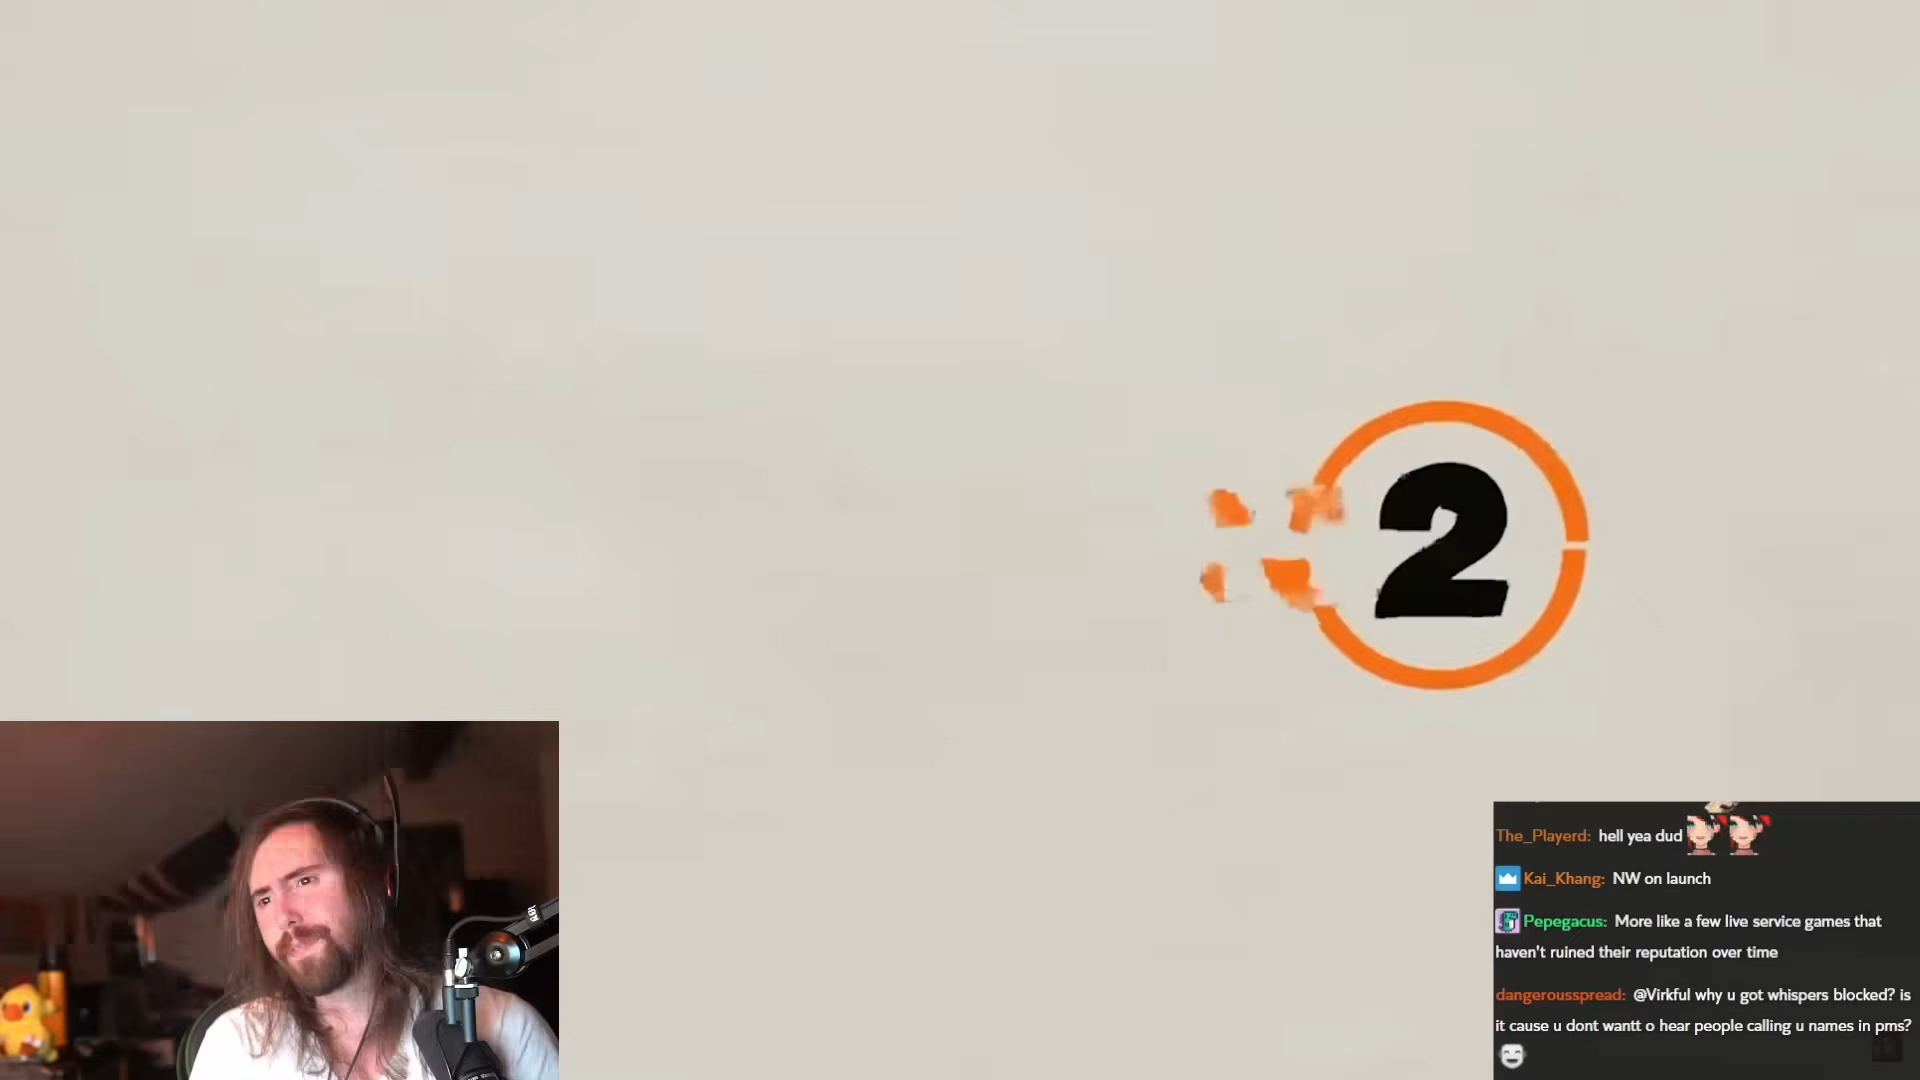 2
The_Playerd: hell yea dud
Kai_Khang: NW on launch
Pepegacus: More like a few live service games that
haven't ruined their reputation over time
dangerousspread: @Virkful why u got whispers blocked? is
it cause u dont wantt o hear people calling u names in pms?